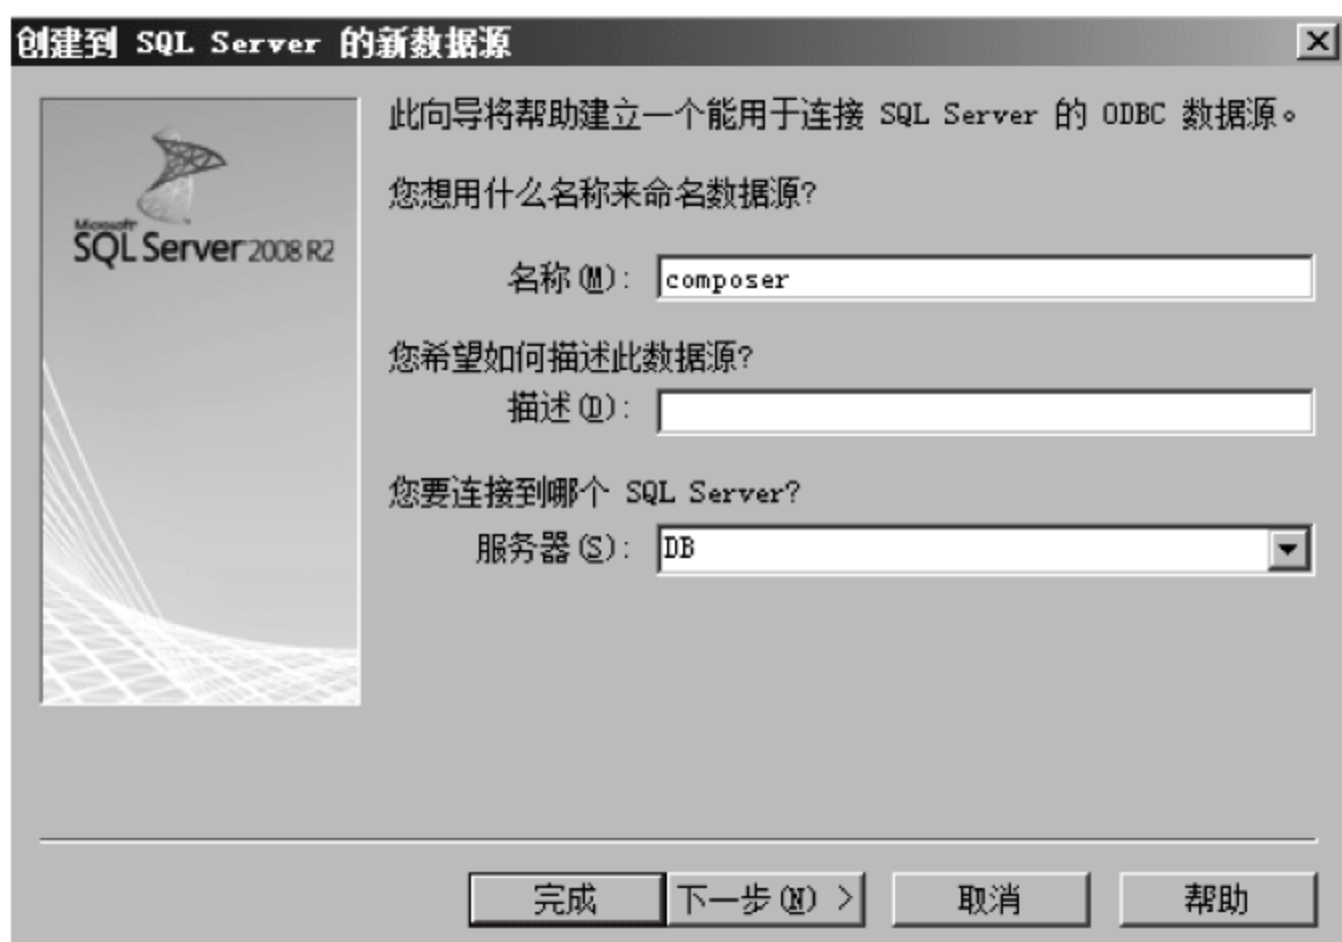 创建到 SQL Server 的新数据源
此向导将帮助建立一个能用于连接 SQL Server 的 ODBC 数据源。
您想用什么名称来命名数据源?
Microsoft
SQL Server 2008 R2
名称(M): composer
您希望如何描述此数据源?
描述(D):
您要连接到哪个 SQL Server?
服务器(S): DB
完成 下一步(N) > 取消 帮助